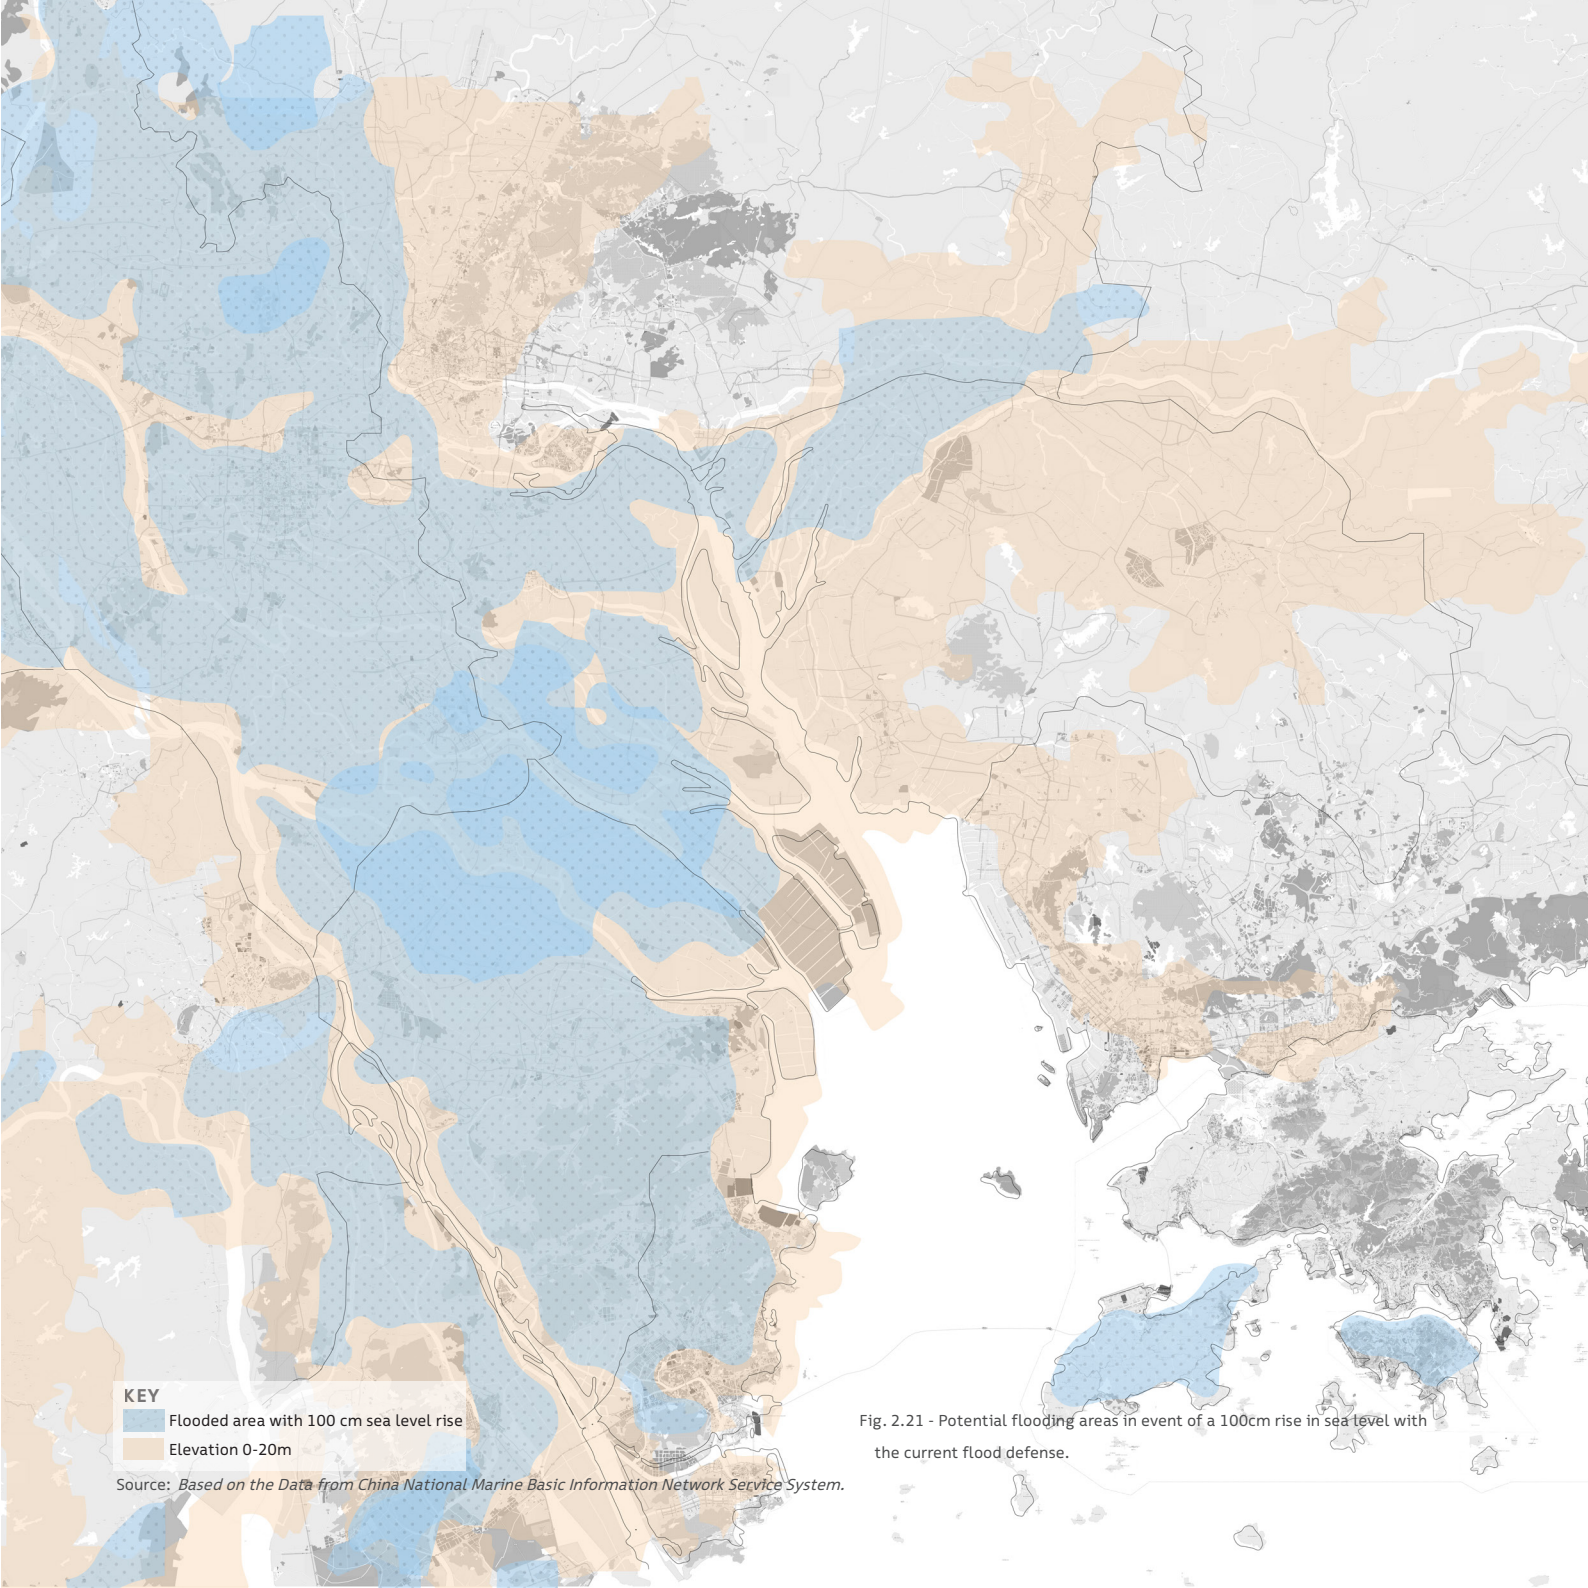 KEY
Flooded area with 100 cm sea level rise
Elevation 0-20m
Source: Based on the Data from China National Marine Basic Information Network Service System.
Fig. 2.21 - Potential flooding areas in event of a 100cm rise in sea level with
the current flood defense.